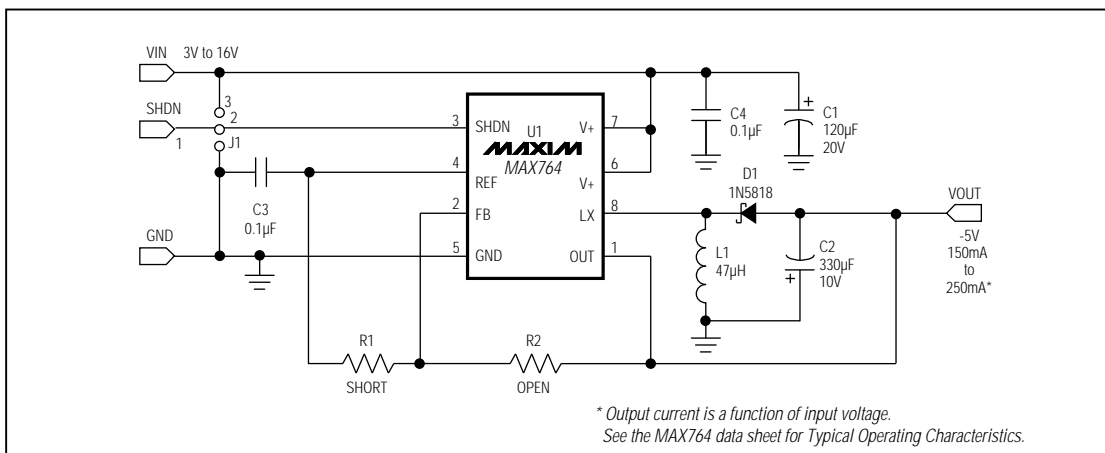 VIN 3V to 16V
SHDN
1
3
2
J1
C3
0.1µF
GND
3
4
2
5
SHDN
REF
FB
GND
U1
MAXIM
MAX764
V+
V+
LX
OUT
7
6
8
1
C4
0.1µF
C1
120µF
20V
D1
1N5818
L1
47µH
C2
330µF
10V
VOUT
-5V
150mA
to
250mA*
R1
SHORT
R2
OPEN
* Output current is a function of input voltage.
See the MAX764 data sheet for Typical Operating Characteristics.